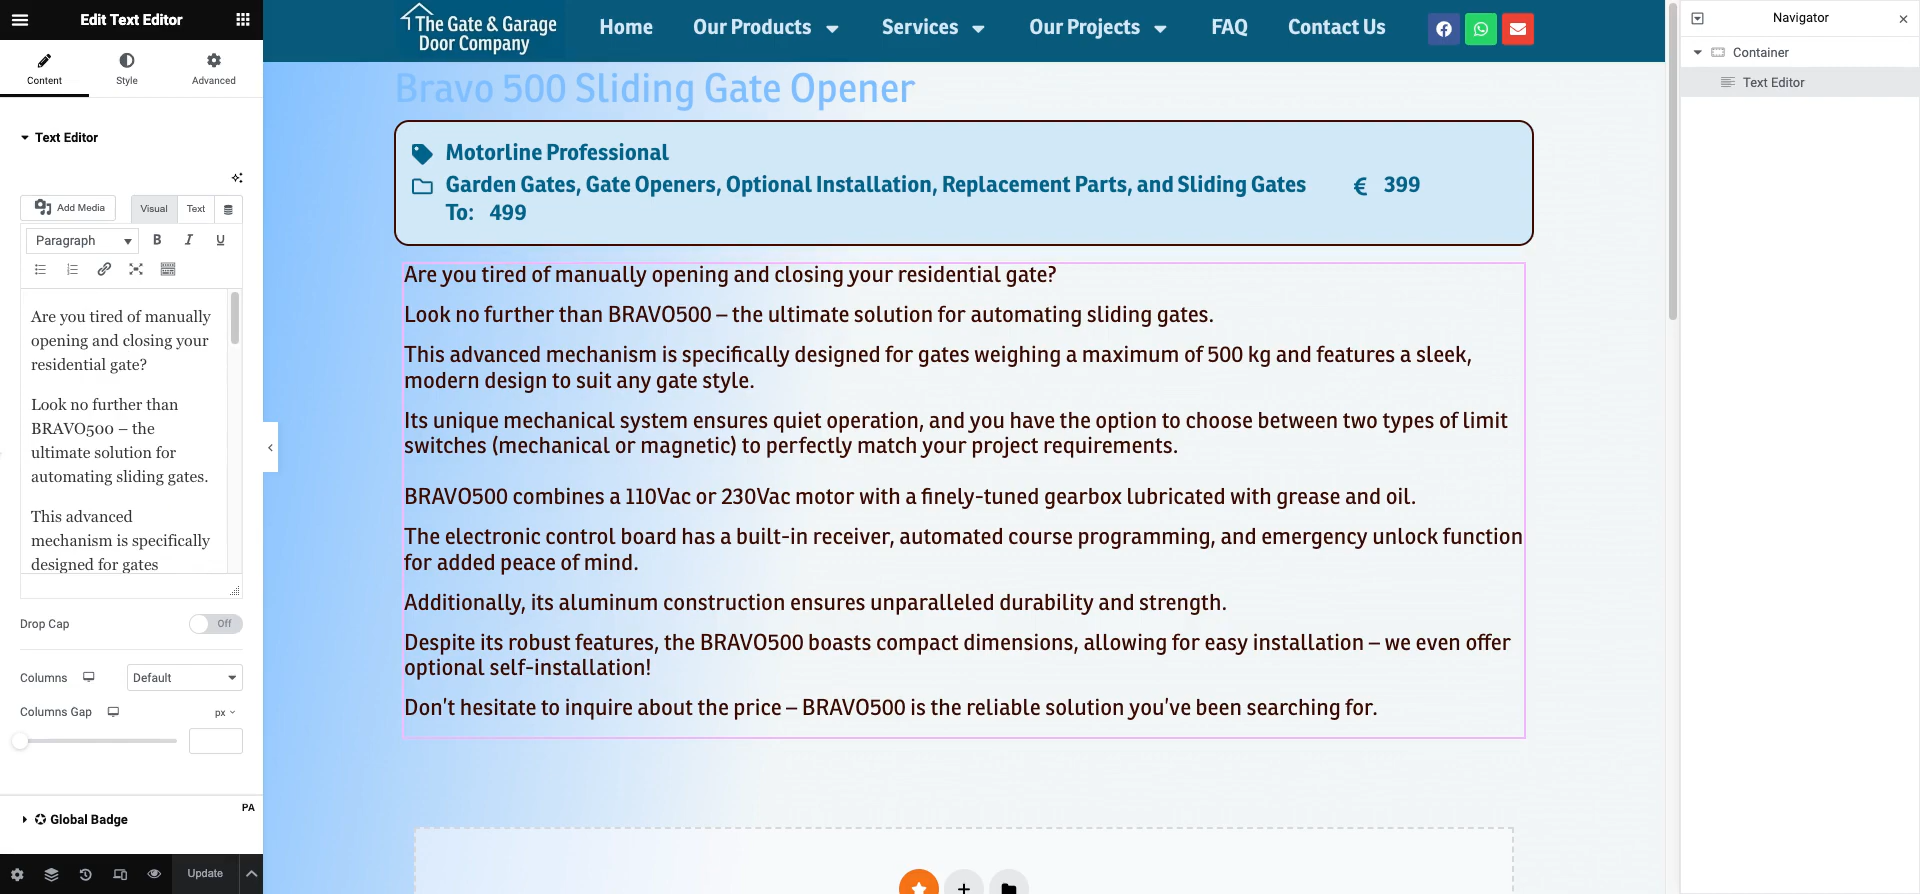 Edit Text Editor
Content
Style
Advanced
Text Editor
Add Media
Visual
Text
Paragraph
B
I
U
Are you tired of manually
opening and closing your
residential gate?
Look no further than
BRAVO500 – the
ultimate solution for
automating sliding gates.
This advanced
mechanism is specifically
designed for gates
Drop Cap
Off
Columns
Default
Columns Gap
px
PA
Global Badge
Update
The Gate & Garage
Door Company
Home
Our Products
Services
Our Projects
FAQ
Contact Us
Bravo 500 Sliding Gate Opener
Motorline Professional
Garden Gates, Gate Openers, Optional Installation, Replacement Parts, and Sliding Gates € 399
To: 499
Are you tired of manually opening and closing your residential gate?
Look no further than BRAVO500 – the ultimate solution for automating sliding gates.
This advanced mechanism is specifically designed for gates weighing a maximum of 500 kg and features a sleek,
modern design to suit any gate style.
Its unique mechanical system ensures quiet operation, and you have the option to choose between two types of limit
switches (mechanical or magnetic) to perfectly match your project requirements.
BRAVO500 combines a 110Vac or 230Vac motor with a finely-tuned gearbox lubricated with grease and oil.
The electronic control board has a built-in receiver, automated course programming, and emergency unlock function
for added peace of mind.
Additionally, its aluminum construction ensures unparalleled durability and strength.
Despite its robust features, the BRAVO500 boasts compact dimensions, allowing for easy installation – we even offer
optional self-installation!
Don't hesitate to inquire about the price – BRAVO500 is the reliable solution you've been searching for.
Navigator
Container
Text Editor